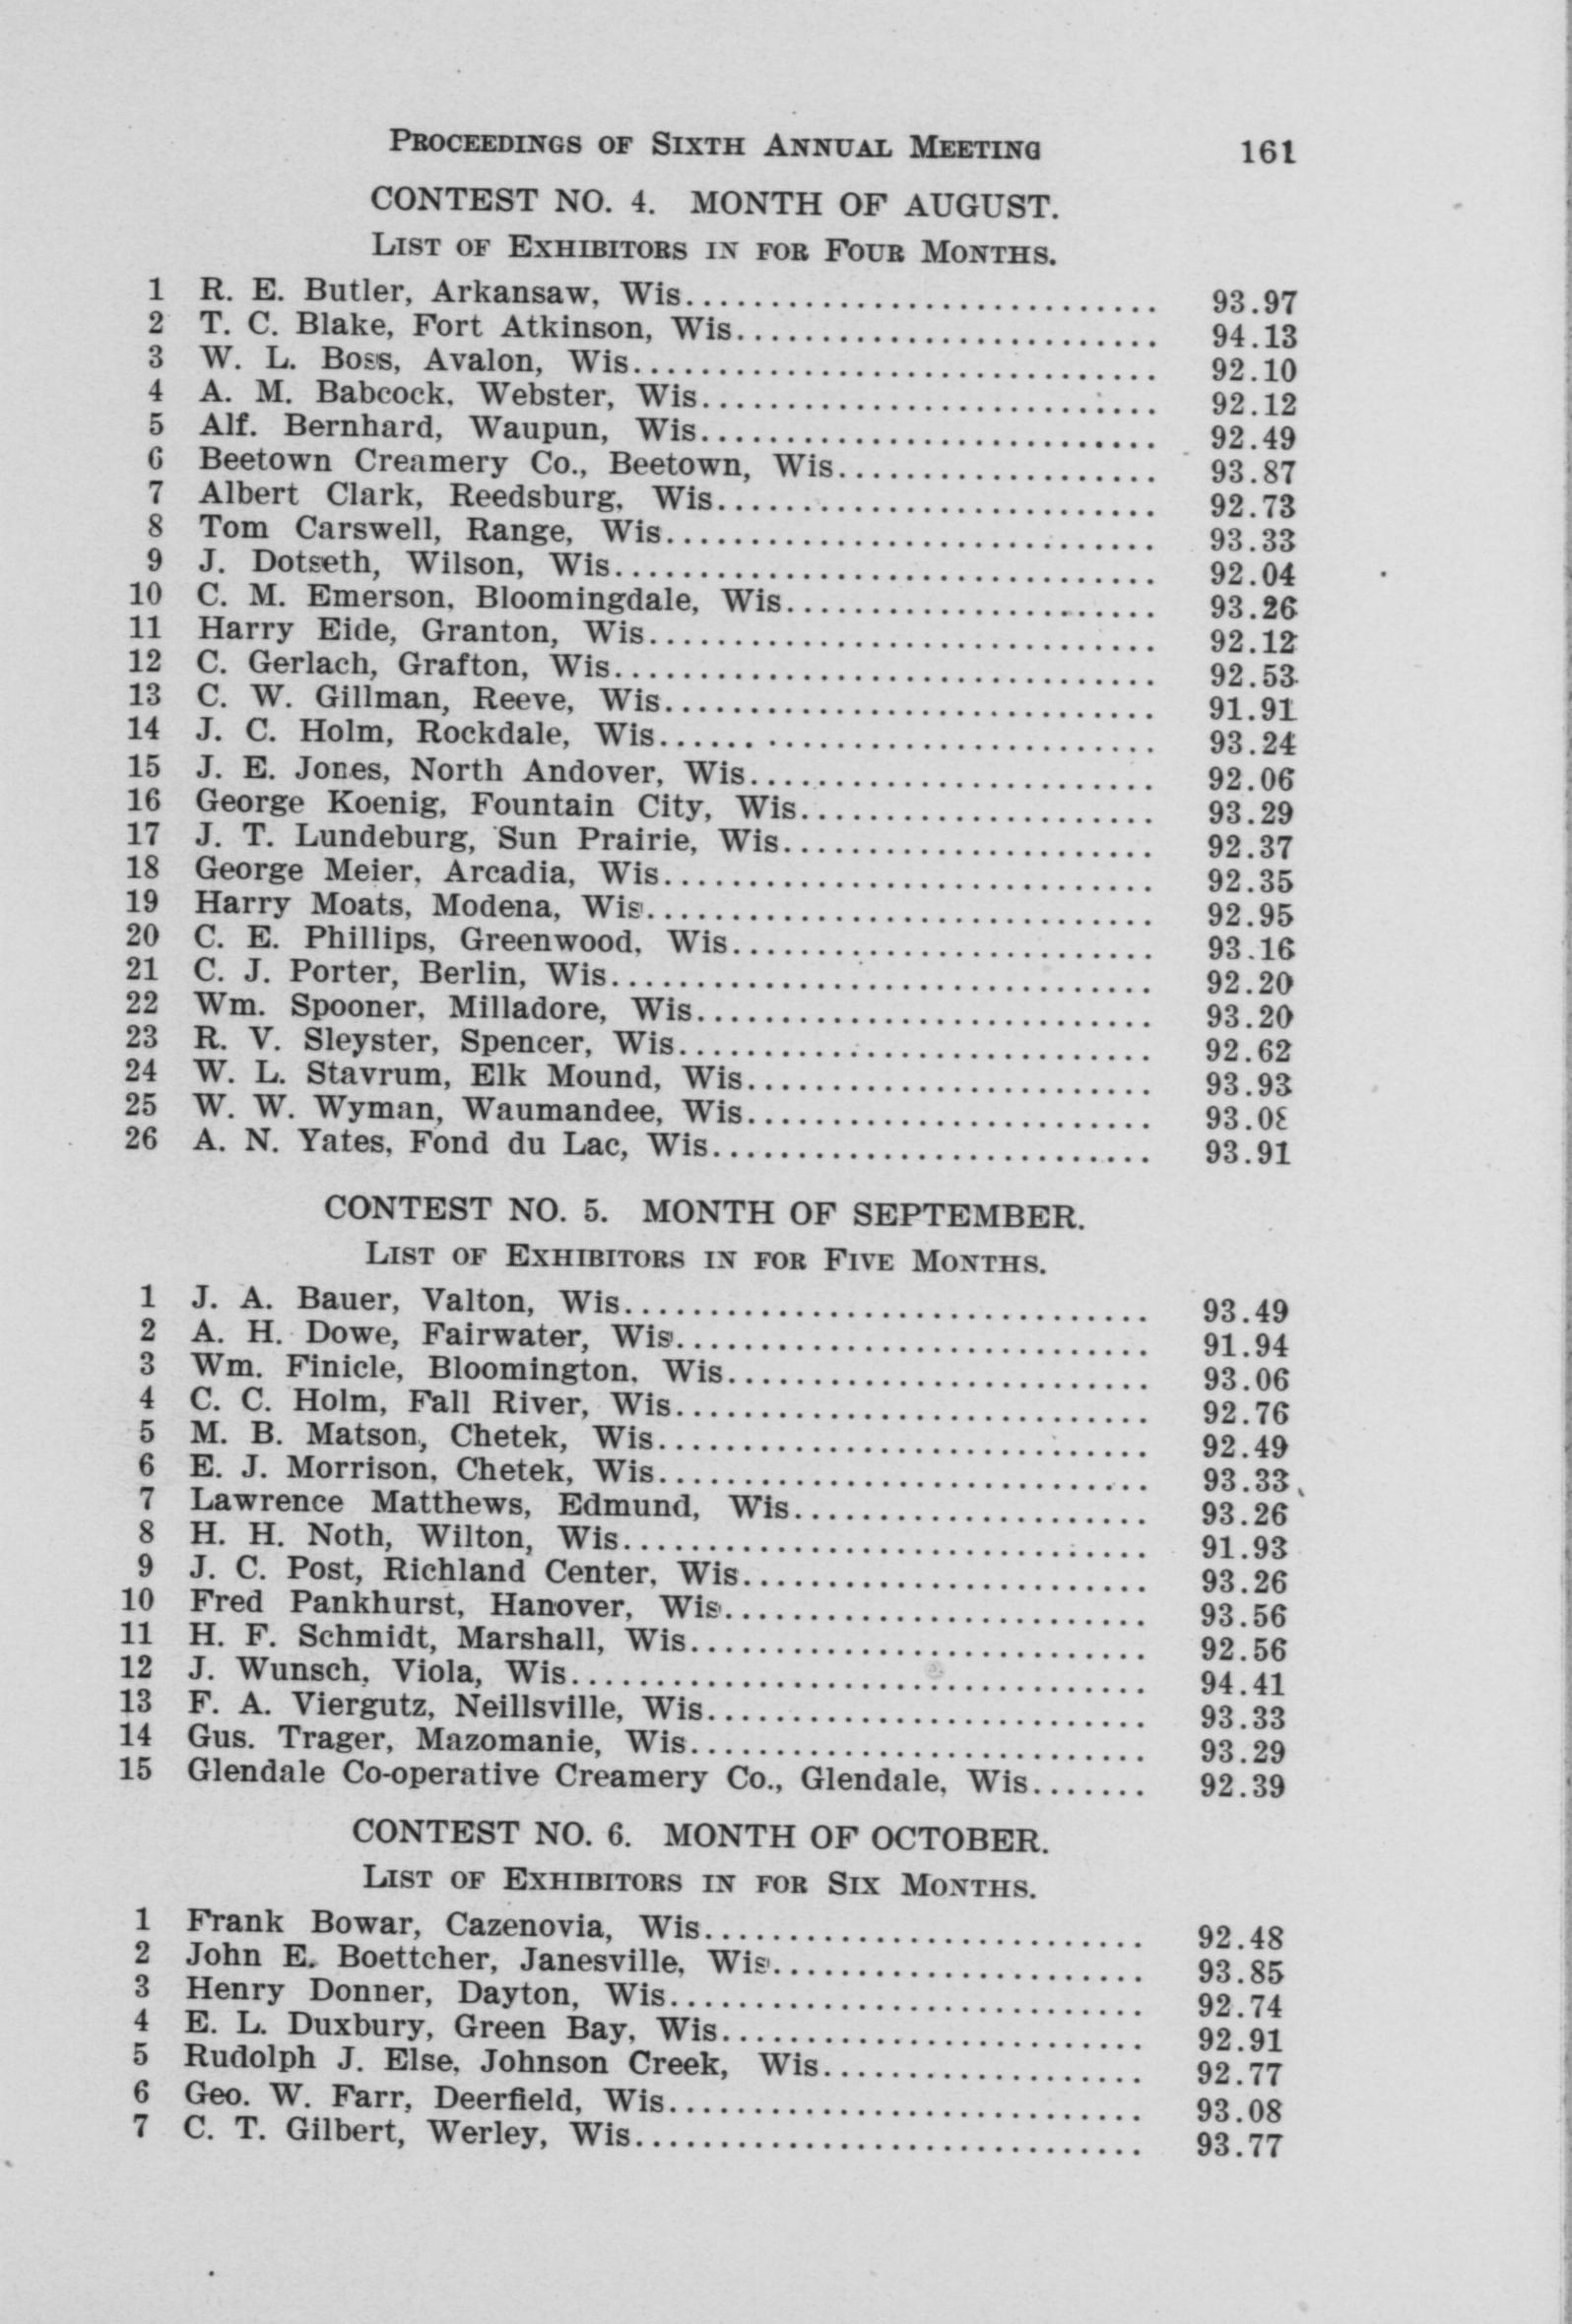 PROCEEDINGS OF SIXTH ANNUAL MEETING 161
CONTEST NO. 4. MONTH OF AUGUST.
LIST OF EXHIBITORS IN FOR FOUR MONTHS.
1 R. E. Butler, Arkansaw, Wis............................ 93.97
2 T. C. Blake, Fort Atkinson, Wis......................... 94.13
3 W. L. Boss, Avalon, Wis............................... 92.10
4 A. M. Babcock, Webster, Wis........................... 92.12
5 Alf. Bernhard, Waupun, Wis........................... 92.49
6 Beetown Creamery Co., Beetown, Wis................... 93.87
7 Albert Clark, Reedsburg, Wis.......................... 92.73
8 Tom Carswell, Range, Wis............................. 93.33
9 J. Dotseth, Wilson, Wis................................ 92.04
10 C. M. Emerson, Bloomingdale, Wis...................... 93.26
11 Harry Eide, Granton, Wis.............................. 92.12
12 C. Gerlach, Grafton, Wis................................ 92.53
13 C. W. Gillman, Reeve, Wis............................. 91.91
14 J. C. Holm, Rockdale, Wis............................. 93.24
15 J. E. Jones, North Andover, Wis........................ 92.06
16 George Koenig, Fountain City, Wis..................... 93.29
17 J. T. Lundeburg, Sun Prairie, Wis...................... 92.37
18 George Meier, Arcadia, Wis............................. 92.35
19 Harry Moats, Modena, Wis.............................. 92.95
20 C. E. Phillips, Greenwood, Wis......................... 93.16
21 C. J. Porter, Berlin, Wis................................ 92.20
22 Wm. Spooner, Milladore, Wis........................... 93.20
23 R. V. Sleyster, Spencer, Wis............................ 92.62
24 W. L. Stavrum, Elk Mound, Wis........................ 93.93
25 W. W. Wyman, Waumandee, Wis........................ 93.08
26 A. N. Yates, Fond du Lac, Wis.......................... 93.91
CONTEST NO. 5. MONTH OF SEPTEMBER.
LIST OF EXHIBITORS IN FOR FIVE MONTHS.
1 J. A. Bauer, Valton, Wis............................... 93.49
2 A. H. Dowe, Fairwater, Wis............................ 91.94
3 Wm. Finicle, Bloomington, Wis......................... 93.06
4 C. C. Holm, Fall River, Wis............................ 92.76
5 M. B. Matson, Chetek, Wis............................. 92.49
6 E. J. Morrison, Chetek, Wis............................. 93.33
7 Lawrence Matthews, Edmund, Wis..................... 93.26
8 H. H. Noth, Wilton, Wis............................... 91.93
9 J. C. Post, Richland Center, Wis........................ 93.26
10 Fred Pankhurst, Hanover, Wis......................... 93.56
11 H. F. Schmidt, Marshall, Wis........................... 92.56
12 J. Wunsch, Viola, Wis.................................. 94.41
13 F. A. Viergutz, Neillsville, Wis.......................... 93.33
14 Gus. Trager, Mazomanie, Wis........................... 93.29
15 Glendale Co-operative Creamery Co., Glendale, Wis....... 92.39
CONTEST NO. 6. MONTH OF OCTOBER.
LIST OF EXHIBITORS IN FOR SIX MONTHS.
1 Frank Bowar, Cazenovia, Wis.......................... 92.48
2 John E. Boettcher, Janesville, Wis...................... 93.85
3 Henry Donner, Dayton, Wis............................ 92.74
4 E. L. Duxbury, Green Bay, Wis......................... 92.91
5 Rudolph J. Else, Johnson Creek, Wis................... 92.77
6 Geo. W. Farr, Deerfield, Wis............................ 93.08
7 C. T. Gilbert, Werley, Wis.............................. 93.77